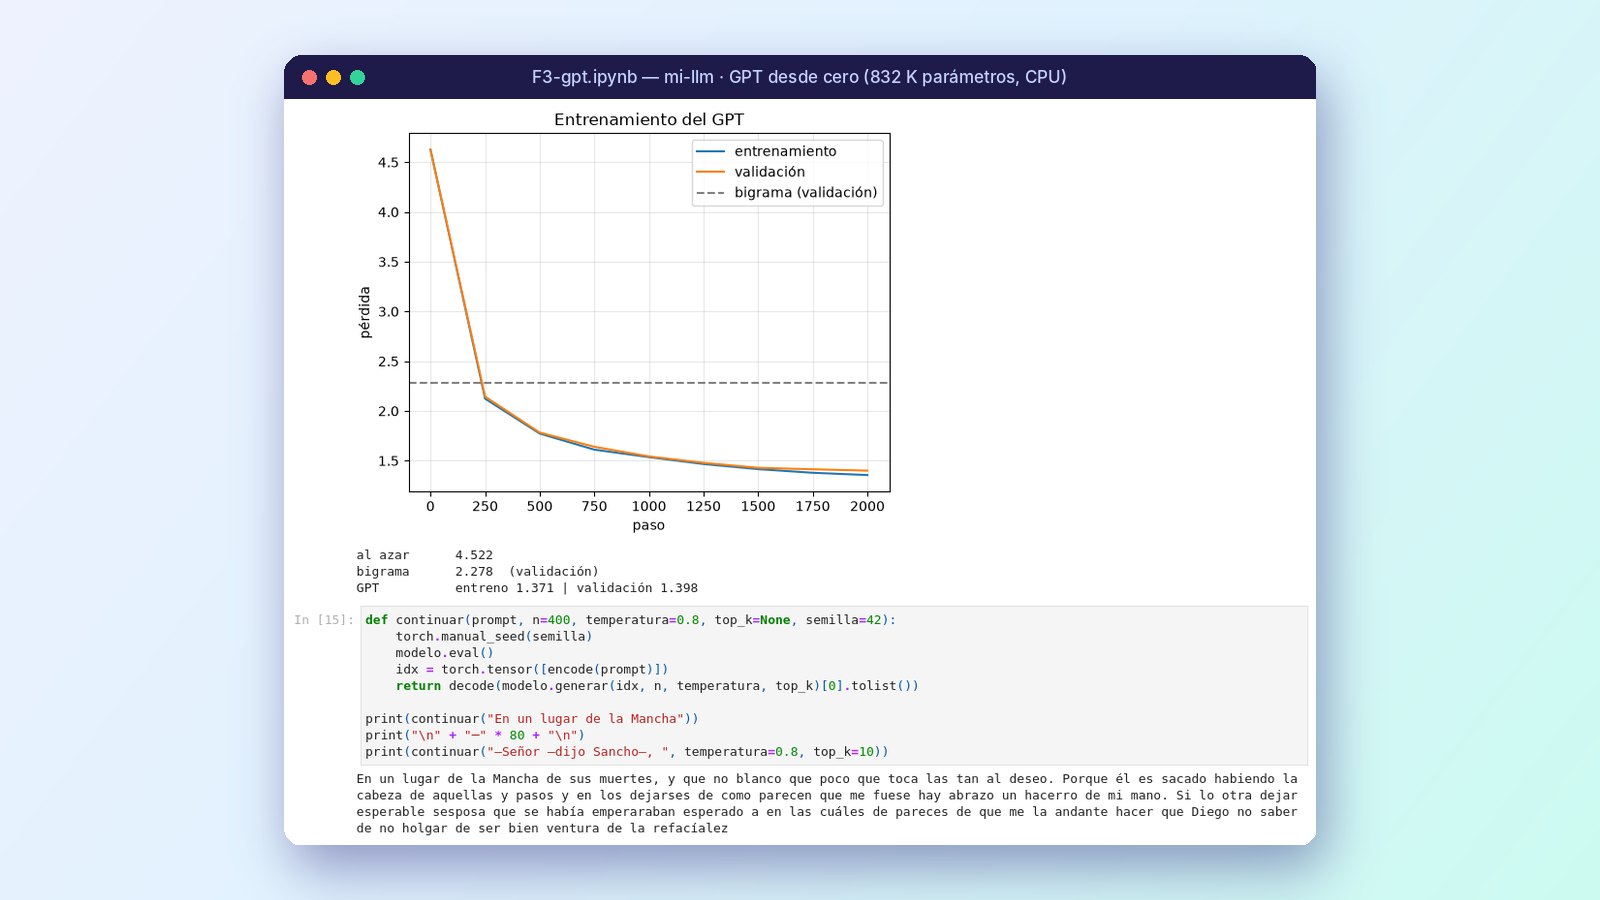 F3-gpt.ipynb — mi-llm · GPT desde cero (832 K parámetros, CPU)
Entrenamiento del GPT
entrenamiento
validación
bigrama (validación)
pérdida
4.5
4.0
3.5
3.0
2.5
2.0
1.5
0 250 500 750 1000 1250 1500 1750 2000
paso
al azar 4.522
bigrama 2.278 (validación)
GPT entreno 1.371 | validación 1.398
In [15]: def continuar(prompt, n=400, temperatura=0.8, top_k=None, semilla=42):
    torch.manual_seed(semilla)
    modelo.eval()
    idx = torch.tensor([encode(prompt)])
    return decode(modelo.generar(idx, n, temperatura, top_k)[0].tolist())
print(continuar("En un lugar de la Mancha"))
print("\n" + "─" * 80 + "\n")
print(continuar("—Señor —dijo Sancho—, ", temperatura=0.8, top_k=10))
En un lugar de la Mancha de sus muertes, y que no blanco que poco que toca las tan al deseo. Porque él es sacado habiendo la
cabeza de aquellas y pasos y en los dejarses de como parecen que me fuese hay abrazo un hacerro de mi mano. Si lo otra dejar
esperable sesposa que se había emperaraban esperado a en las cuáles de pareces de que me la andante hacer que Diego no saber
de no holgar de ser bien ventura de la refacíalez